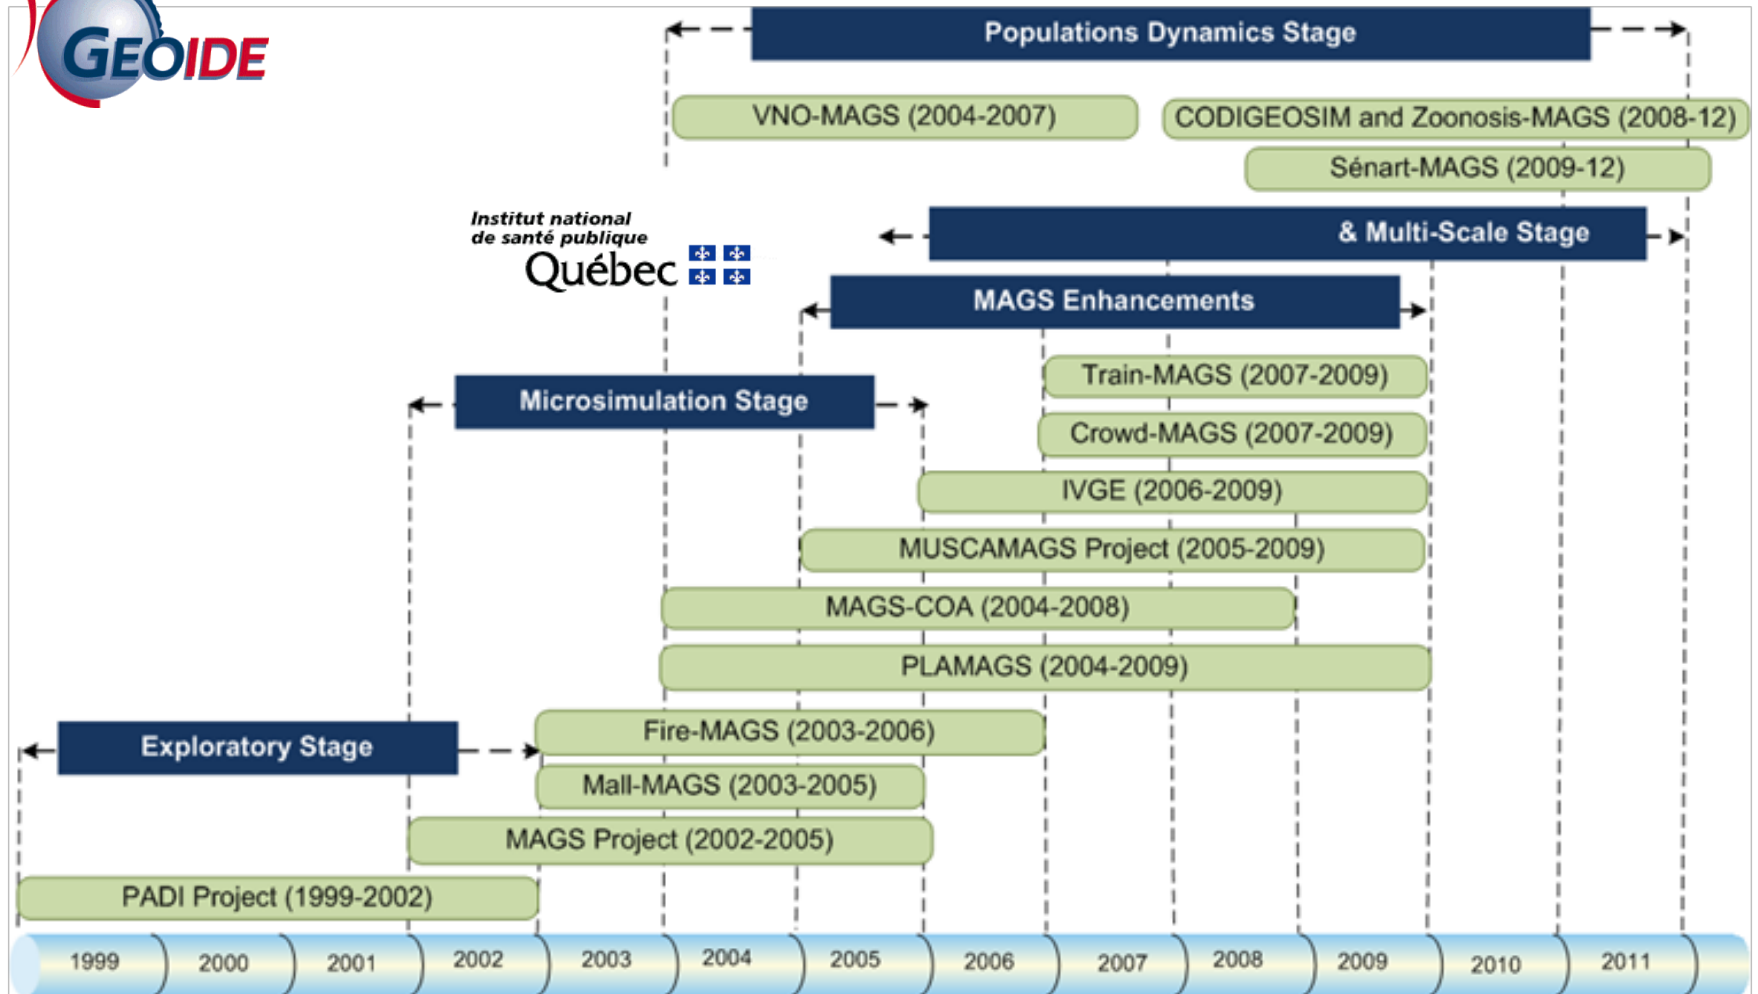 GEOIDE
Populations Dynamics Stage
VNO-MAGS (2004-2007)
CODIGEOSIM and Zoonosis-MAGS (2008-12)
Sénart-MAGS (2009-12)
Institut national
de santé publique
Québec
& Multi-Scale Stage
MAGS Enhancements
Train-MAGS (2007-2009)
Microsimulation Stage
Crowd-MAGS (2007-2009)
IVGE (2006-2009)
MUSCAMAGS Project (2005-2009)
MAGS-COA (2004-2008)
PLAMAGS (2004-2009)
Fire-MAGS (2003-2006)
Exploratory Stage
Mall-MAGS (2003-2005)
MAGS Project (2002-2005)
PADI Project (1999-2002)
1999 2000 2001 2002 2003 2004 2005 2006 2007 2008 2009 2010 2011